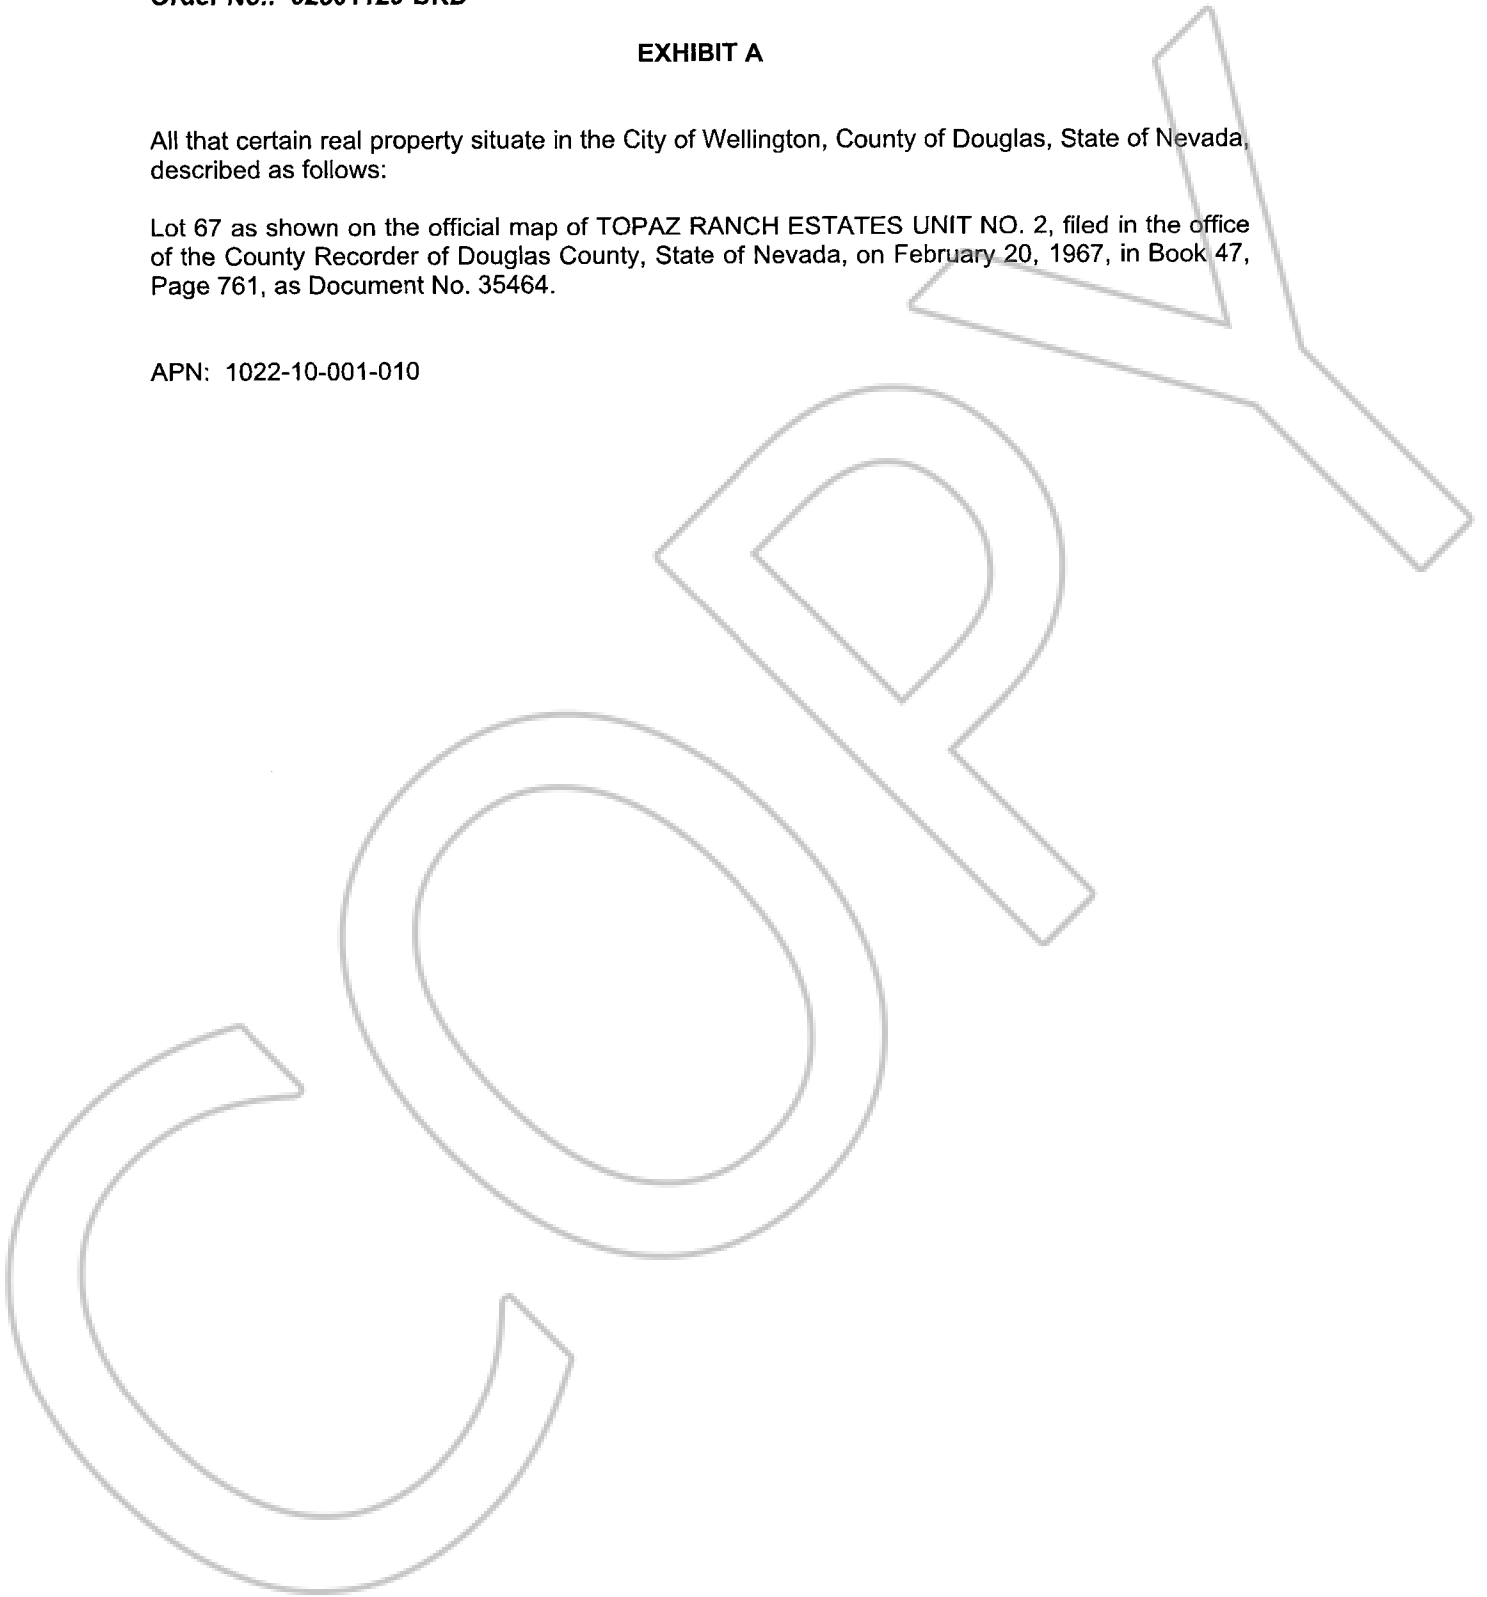 Order No.:
EXHIBIT A
All that certain real property situate in the City of Wellington, County of Douglas, State of Nevada,
described as follows:
Lot 67 as shown on the official map of TOPAZ RANCH ESTATES UNIT NO. 2, filed in the office
of the County Recorder of Douglas County, State of Nevada, on February 20, 1967, in Book 47,
Page 761, as Document No. 35464.
APN: 1022-10-001-010
COPY